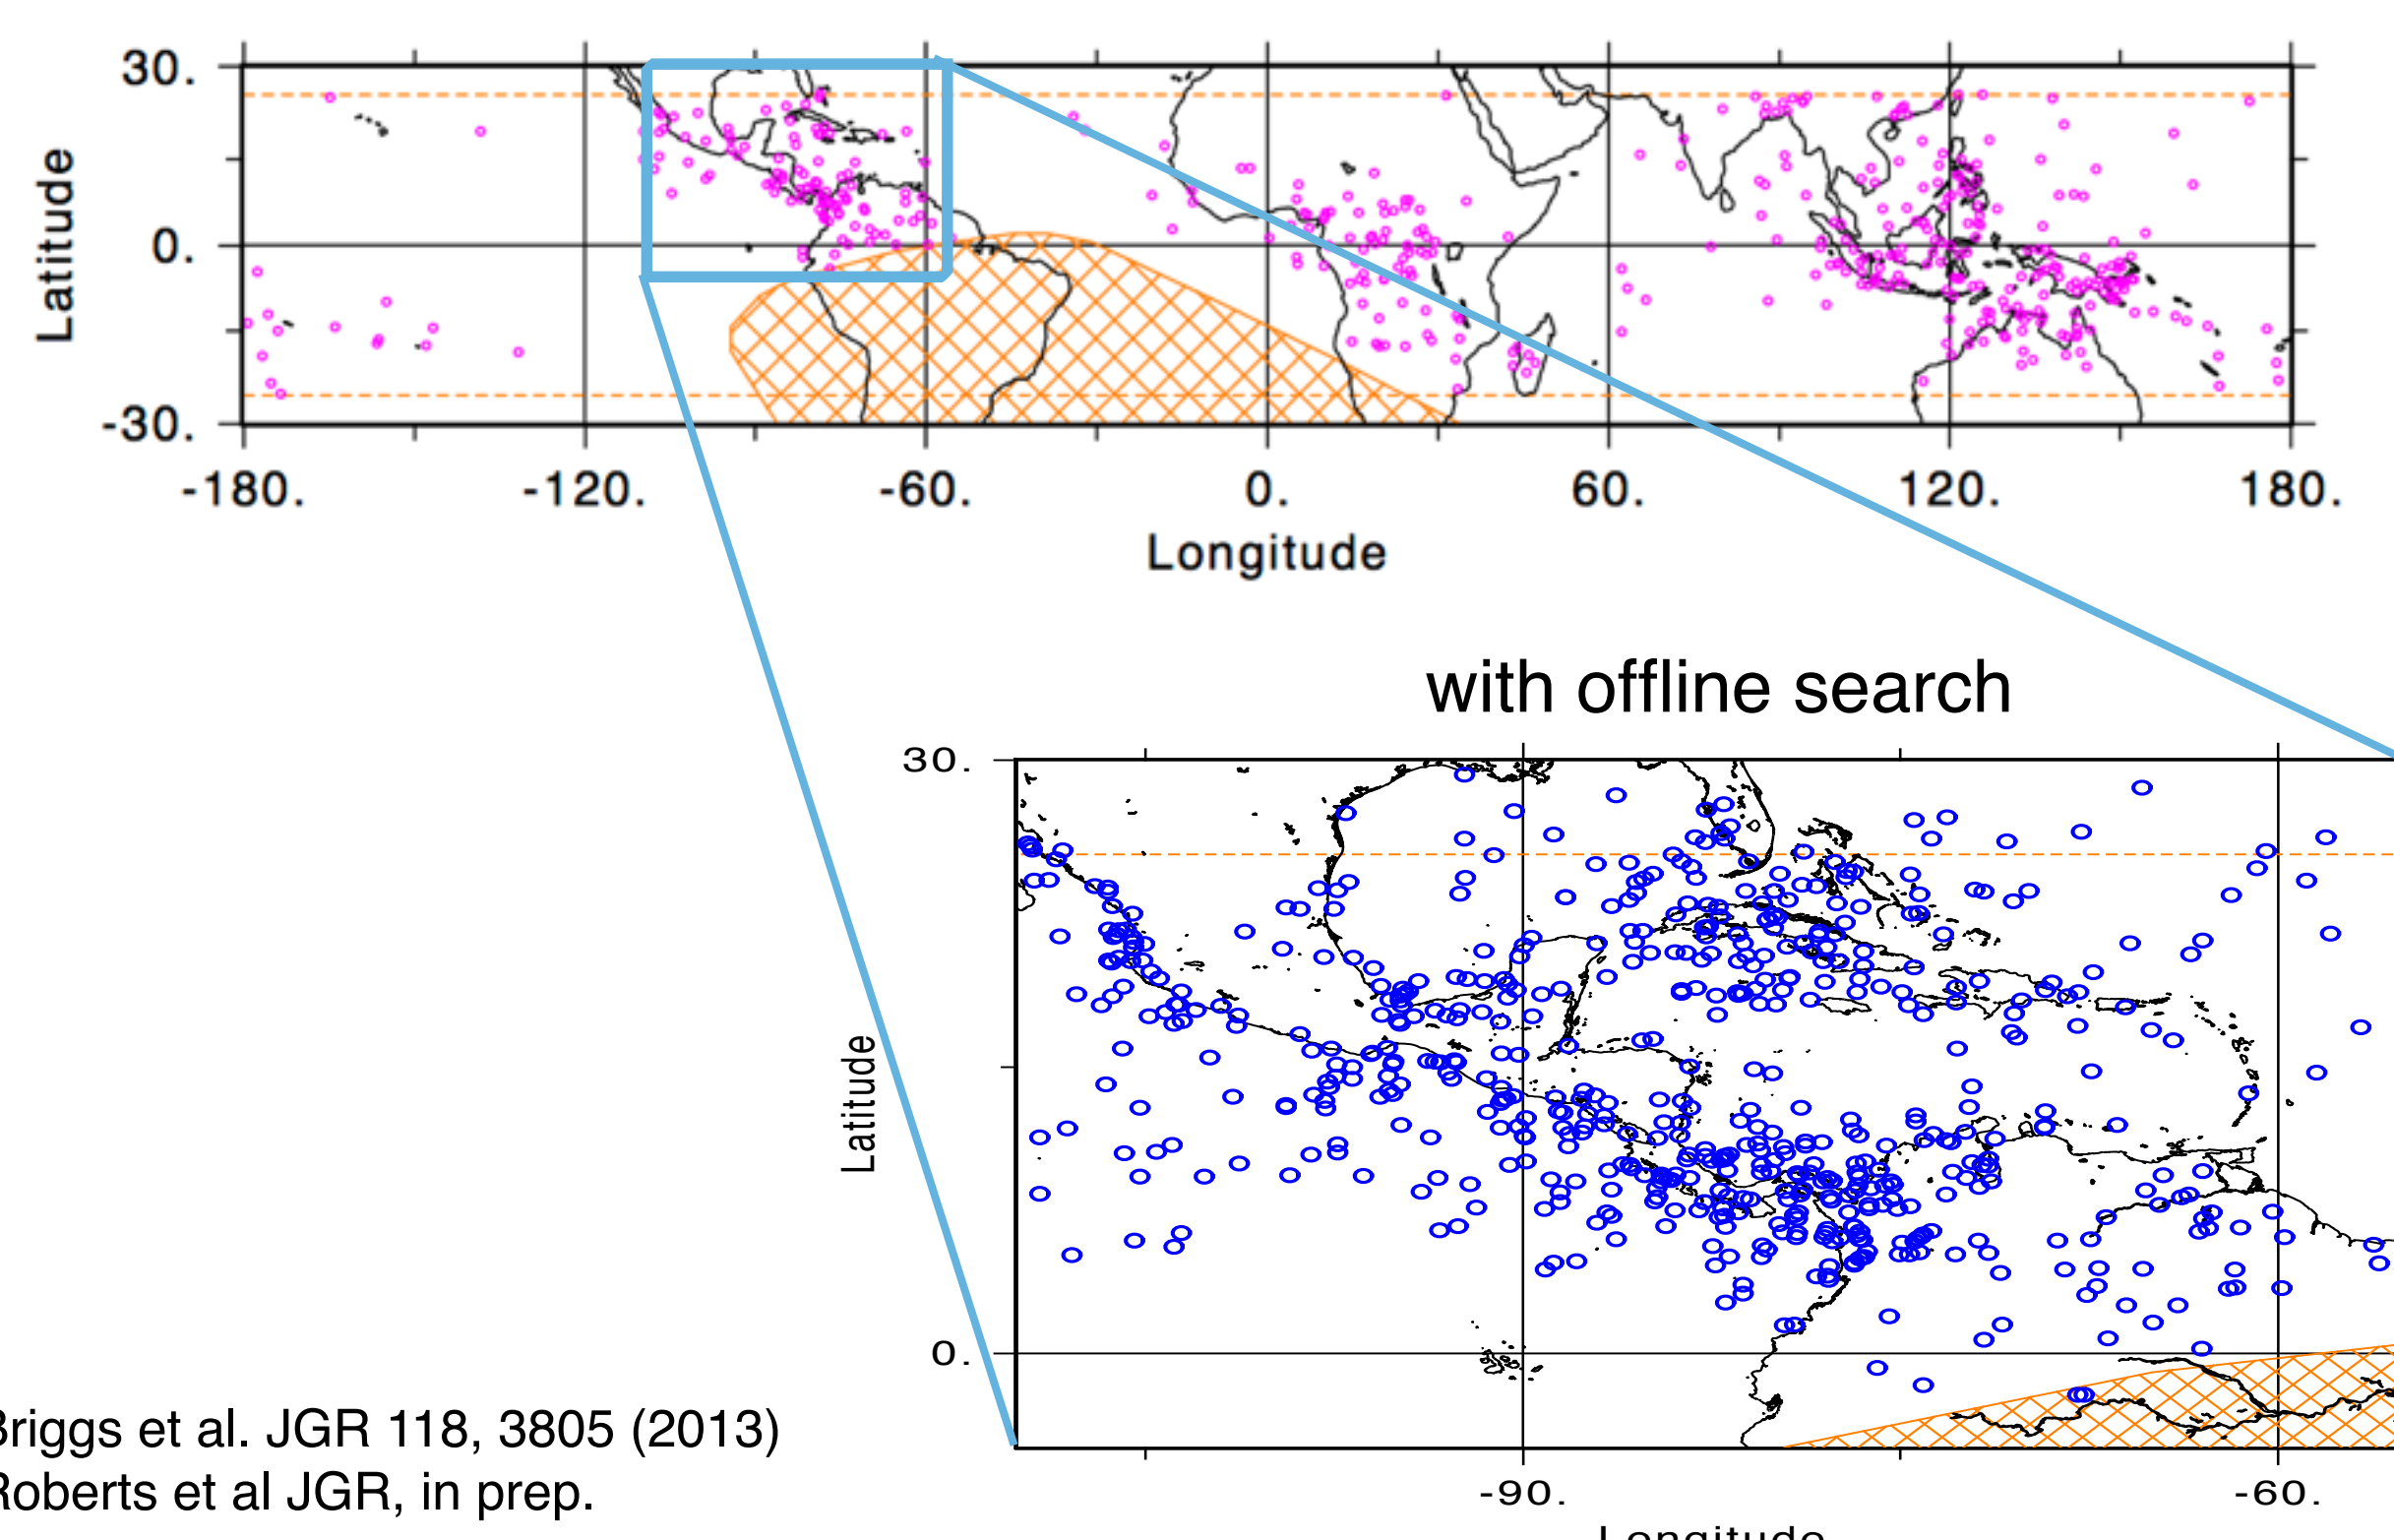 30.
0.
-30.
Latitude
-180. -120. -60. 0. 60. 120. 180.
Longitude
with offline search
30.
0.
Latitude
-90. -60.
Longitude
Briggs et al. JGR 118, 3805 (2013)
Roberts et al JGR, in prep.